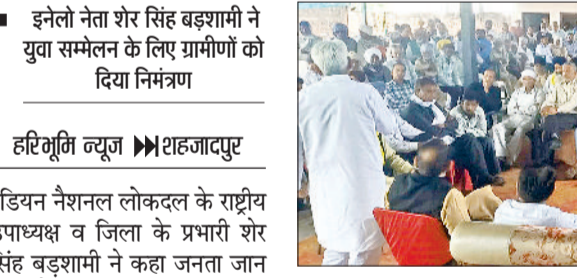 इनेलो नेता शेर सिंह बड़शामी ने
युवा सम्मेलन के लिए ग्रामीणों को
दिया निमंत्रण
हरिभूमि न्यूज ▶▶| शहजादपुर
डियन नैशनल लोकदल के राष्ट्रीय
पाध्यक्ष व जिला के प्रभारी शेर
संह बड़शामी ने कहा जनता जान